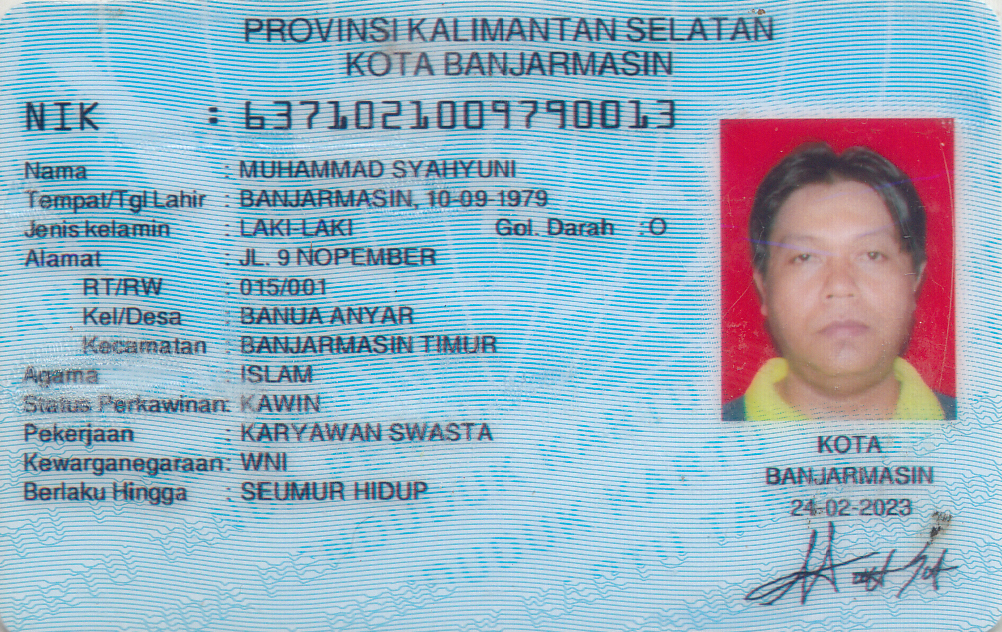 PROVINSI KALIMANTAN SELATAN
KOTA BANJARMASIN
NIK : 6371021009790013
Nama : MUHAMMAD SYAHYUNI
Tempat/Tgl Lahir : BANJARMASIN, 10-09-1979
Jenis kelamin : LAKI-LAKI Gol. Darah : O
Alamat : JL. 9 NOPEMBER
RT/RW : 015/001
Kel/Desa : BANUA ANYAR
Kecamatan : BANJARMASIN TIMUR
Agama : ISLAM
Status Perkawinan: KAWIN
Pekerjaan : KARYAWAN SWASTA
Kewarganegaraan: WNI
Berlaku Hingga : SEUMUR HIDUP
KOTA
BANJARMASIN
24-02-2023